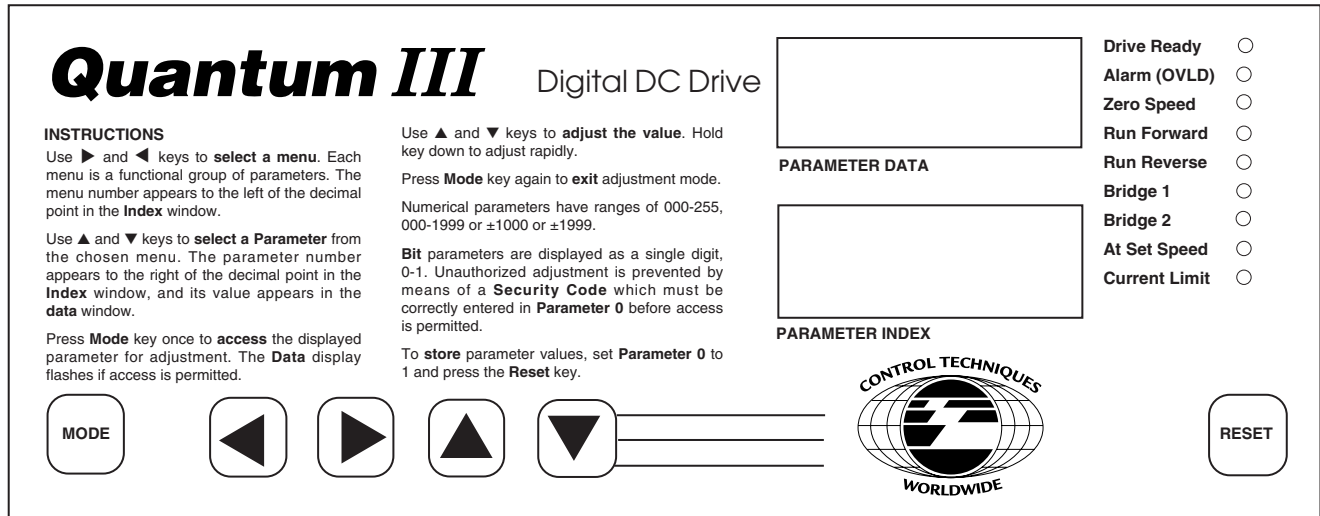 Quantum III
Digital DC Drive
INSTRUCTIONS
Use ▶ and ◀ keys to select a menu. Each
menu is a functional group of parameters. The
menu number appears to the left of the decimal
point in the Index window.
Use ▲ and ▼ keys to select a Parameter from
the chosen menu. The parameter number
appears to the right of the decimal point in the
Index window, and its value appears in the
data window.
Press Mode key once to access the displayed
parameter for adjustment. The Data display
flashes if access is permitted.
Use ▲ and ▼ keys to adjust the value. Hold
key down to adjust rapidly.
Press Mode key again to exit adjustment mode.
Numerical parameters have ranges of 000-255,
000-1999 or ±1000 or ±1999.
Bit parameters are displayed as a single digit,
0-1. Unauthorized adjustment is prevented by
means of a Security Code which must be
correctly entered in Parameter 0 before access
is permitted.
To store parameter values, set Parameter 0 to
1 and press the Reset key.
PARAMETER DATA
PARAMETER INDEX
Drive Ready
Alarm (OVLD)
Zero Speed
Run Forward
Run Reverse
Bridge 1
Bridge 2
At Set Speed
Current Limit
MODE
CONTROL TECHNIQUES
WORLDWIDE
RESET